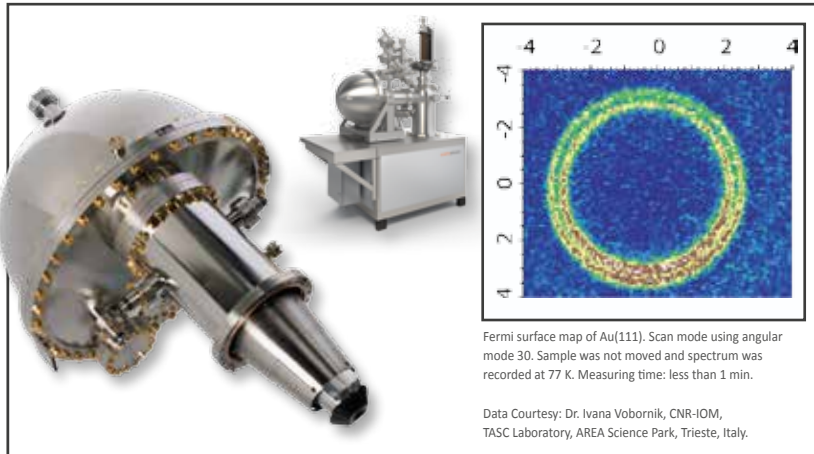 -4 -2 0 2 4
-4
-2
0
2
4
Fermi surface map of Au(111). Scan mode using angular
mode 30. Sample was not moved and spectrum was
recorded at 77 K. Measuring time: less than 1 min.
Data Courtesy: Dr. Ivana Vobornik, CNR-IOM,
TASC Laboratory, AREA Science Park, Trieste, Italy.